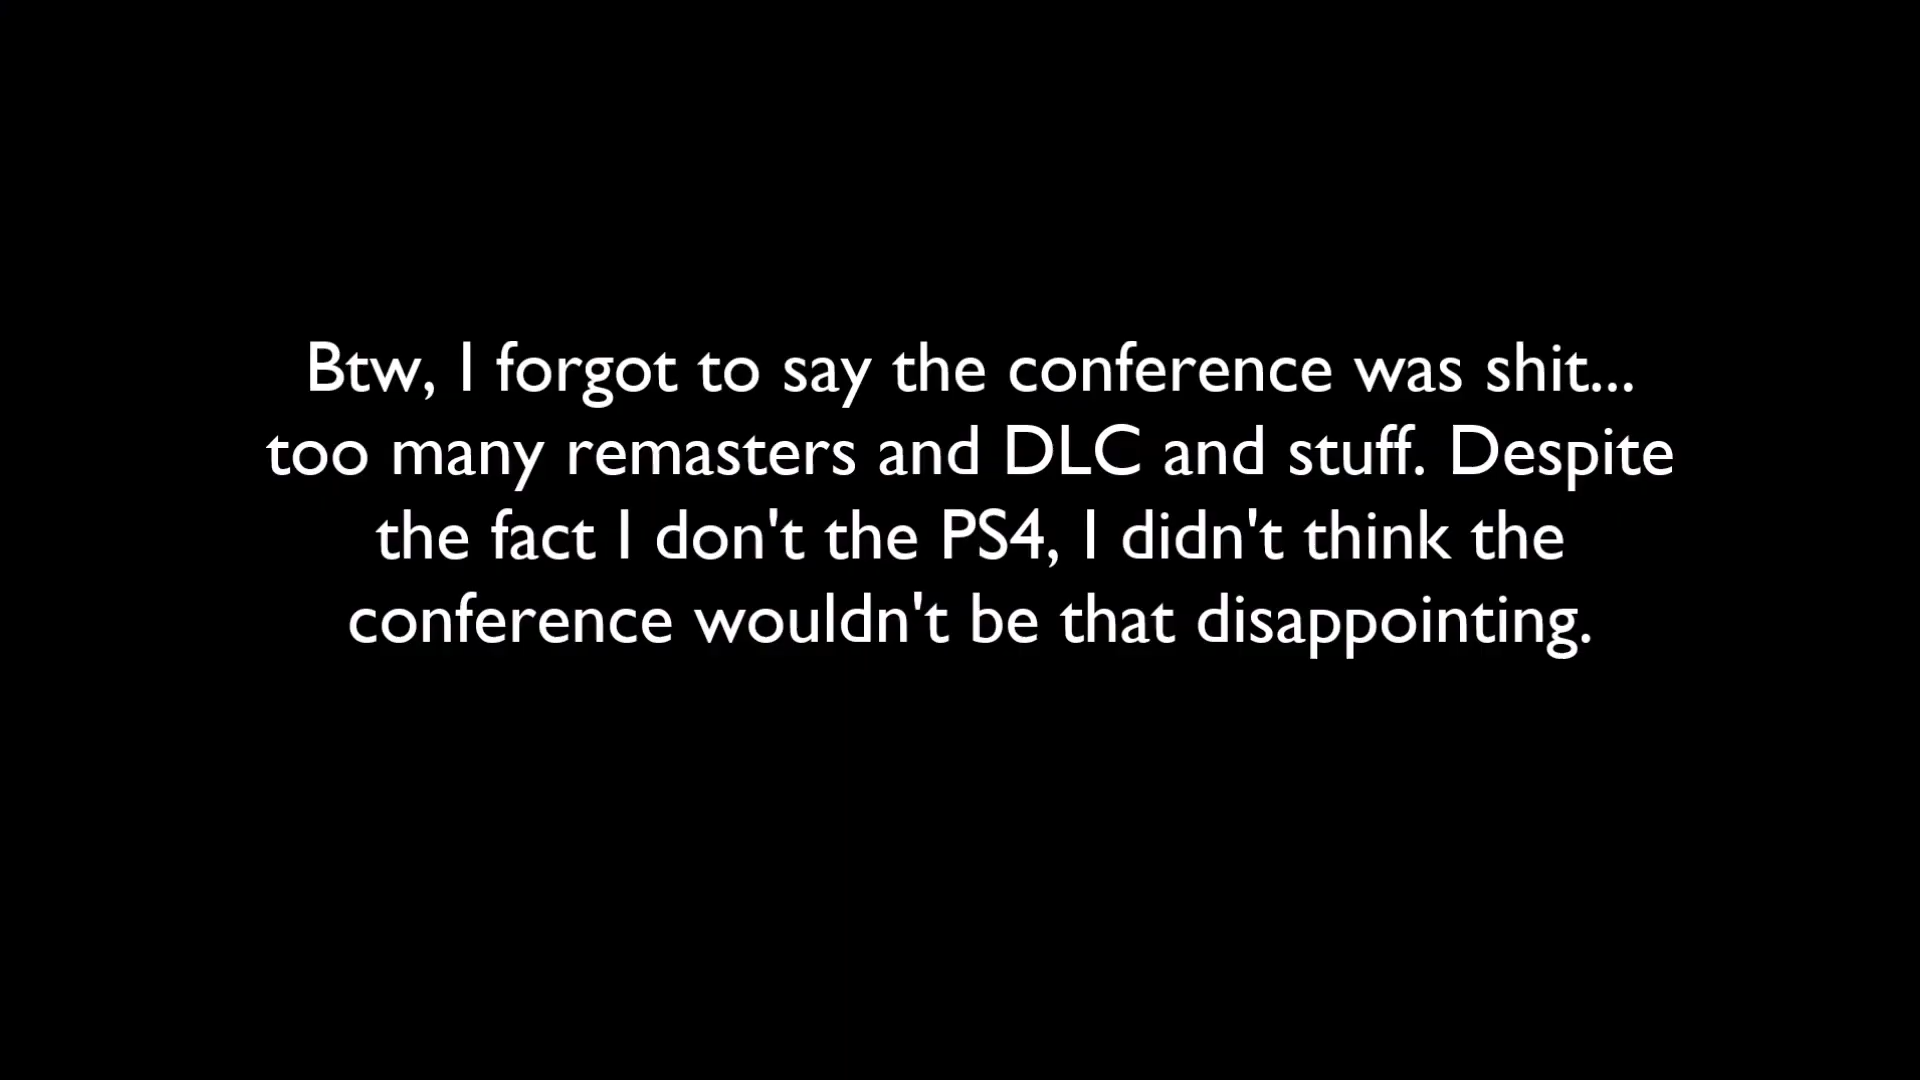 Btw, I forgot to say the conference was shit...
too many remasters and DLC and stuff. Despite
the fact I don't the PS4, I didn't think the
conference wouldn't be that disappointing.